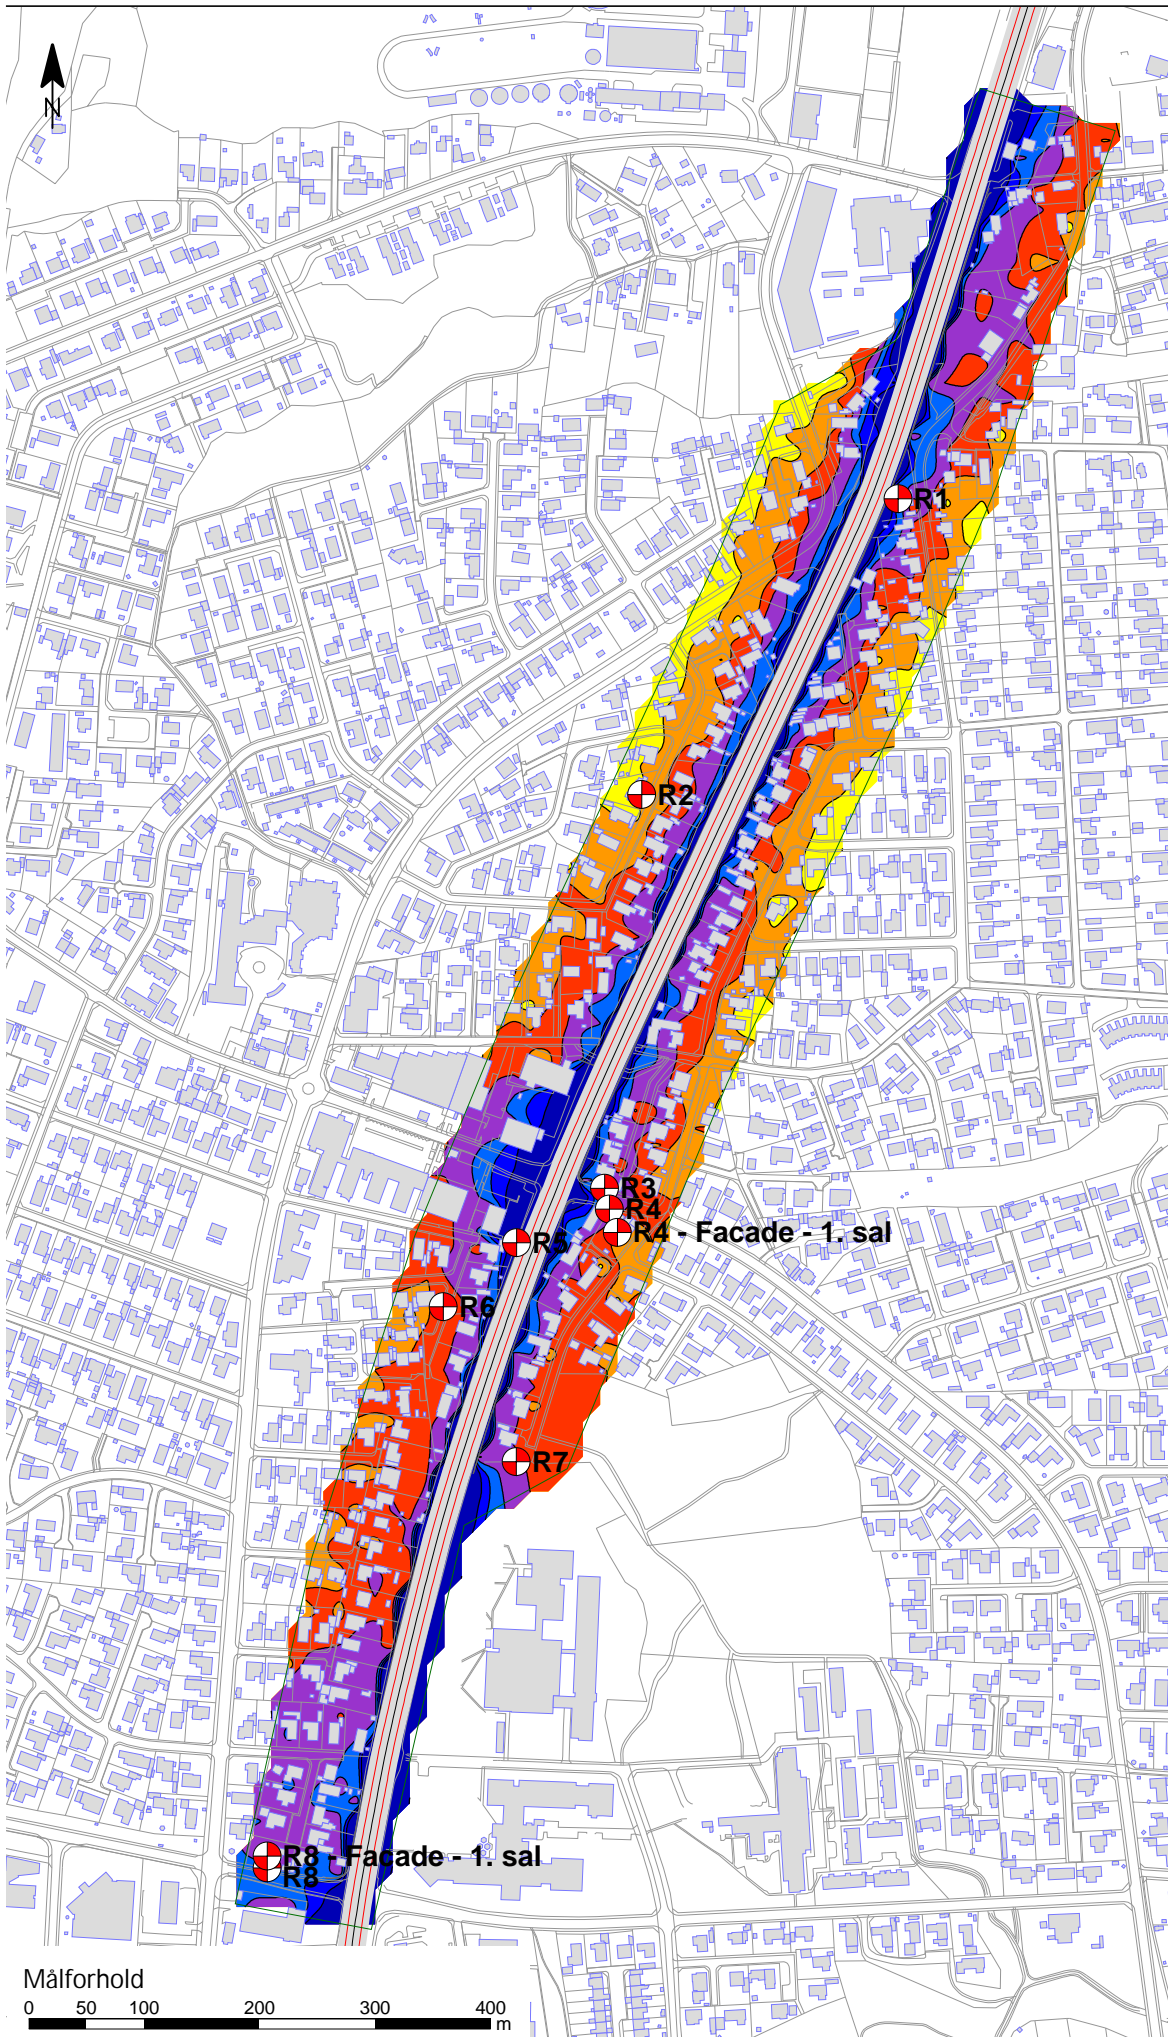 N
R1
R2
R3
R4
R4 - Facade - 1. sal
R5
R6
R7
R8 - Facade - 1. sal
R8
Målforhold
0 50 100 200 300 400
m